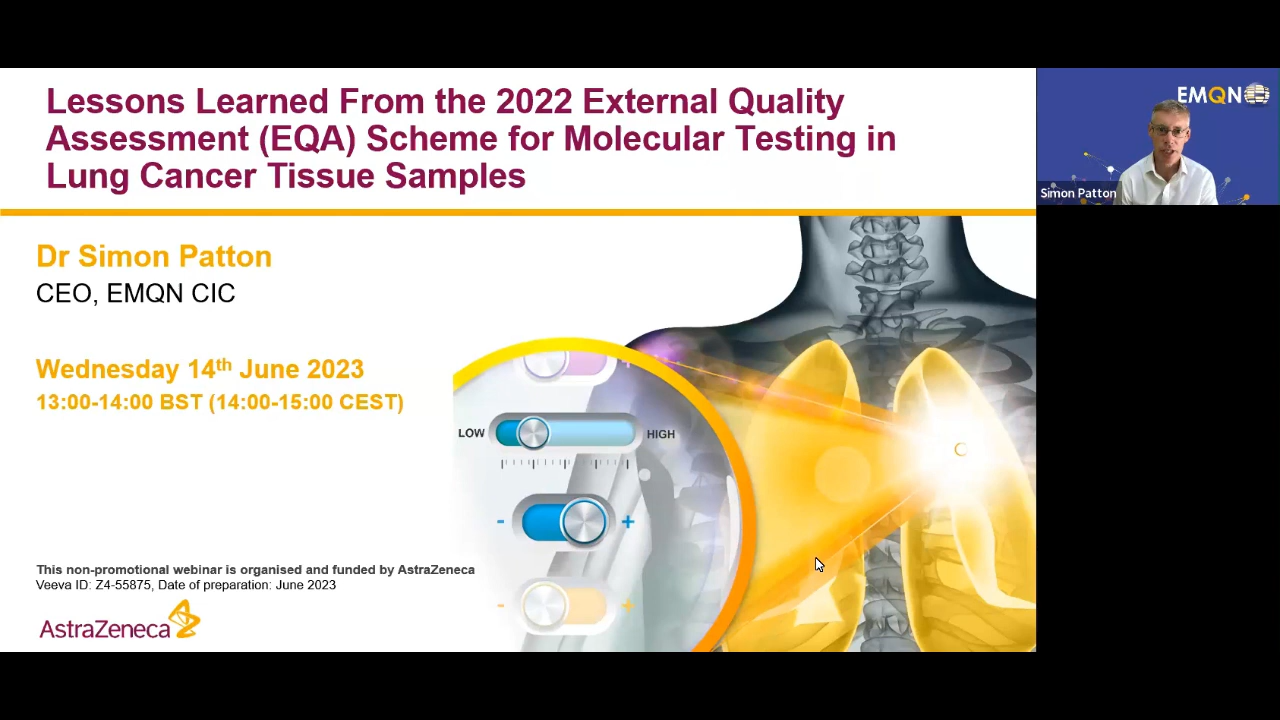 Lessons Learned From the 2022 External Quality
Assessment (EQA) Scheme for Molecular Testing in
Lung Cancer Tissue Samples
EMQN
Simon Patton
Dr Simon Patton
CEO, EMQN CIC
Wednesday 14th June 2023
13:00-14:00 BST (14:00-15:00 CEST)
LOW
HIGH
- +
- +
This non-promotional webinar is organised and funded by AstraZeneca
Veeva ID: Z4-55875, Date of preparation: June 2023
AstraZeneca